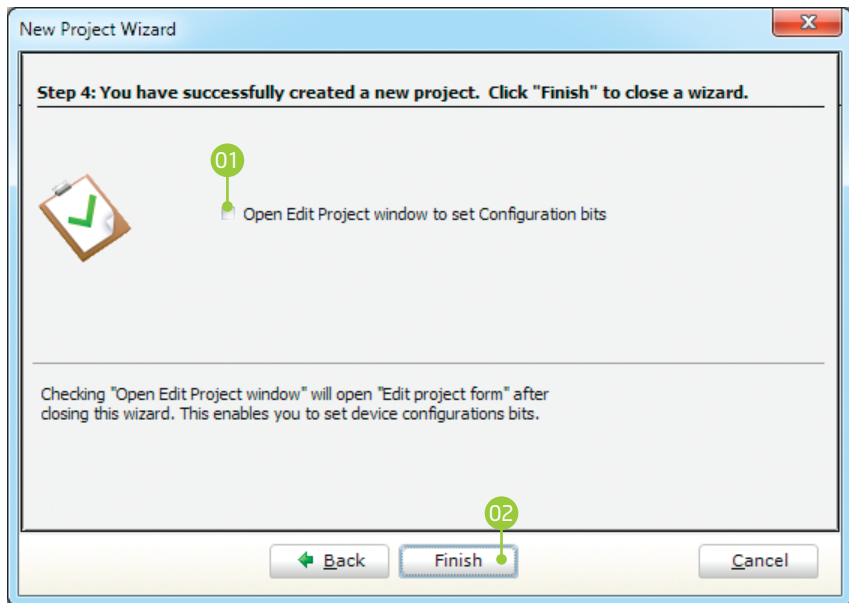 New Project Wizard
X
Step 4: You have successfully created a new project. Click "Finish" to close a wizard.
01
Open Edit Project window to set Configuration bits
Checking "Open Edit Project window" will open "Edit project form" after
closing this wizard. This enables you to set device configurations bits.
02
Back Finish Cancel